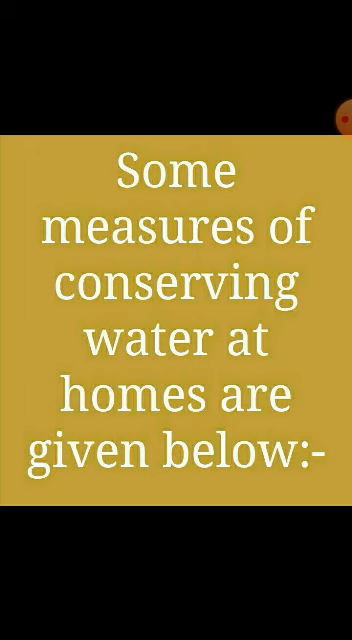 Some
measures of
conserving
water at
homes are
given below:-